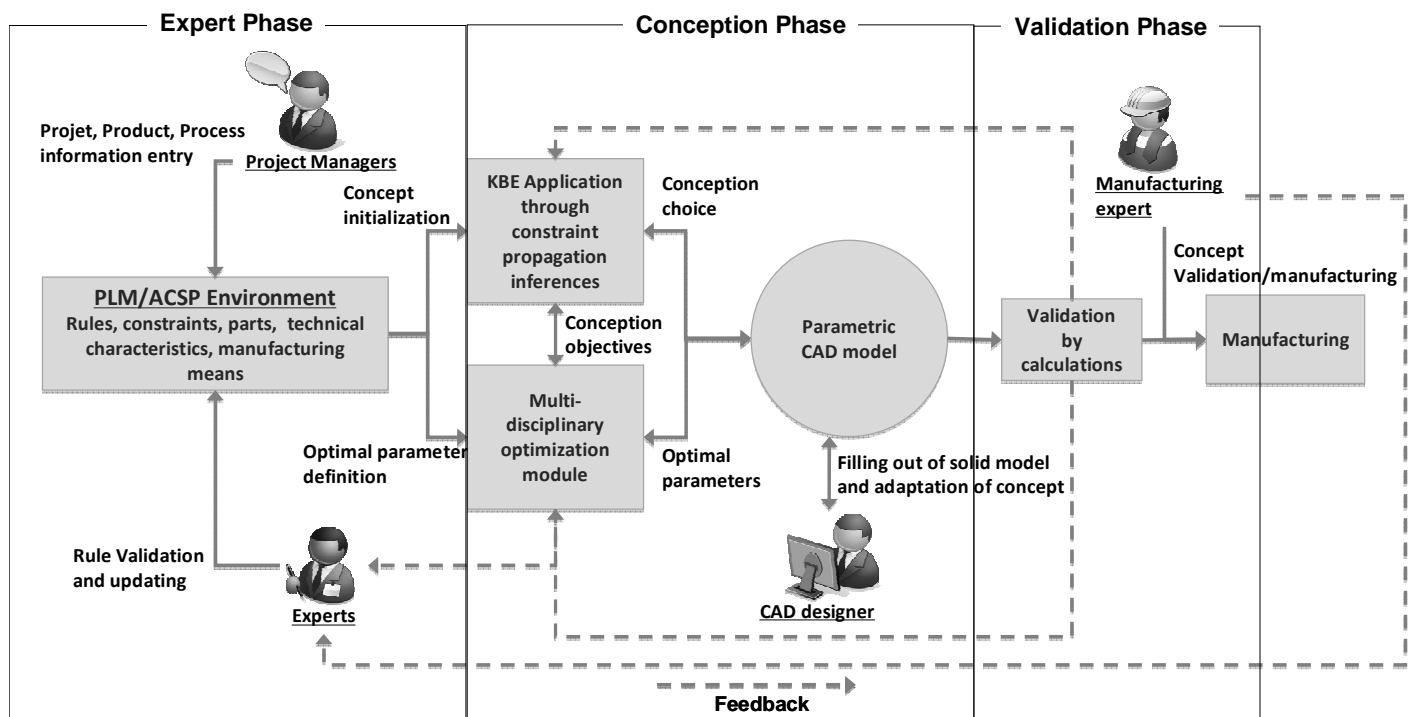 Expert Phase
Conception Phase
Validation Phase
Projet, Product, Process
information entry
Project Managers
Concept
initialization
PLM/ACSP Environment
Rules, constraints, parts, technical
characteristics, manufacturing
means
Optimal parameter
definition
Rule Validation
and updating
Experts
KBE Application
through
constraint
propagation
inferences
Conception
choice
Conception
objectives
Multi-
disciplinary
optimization
module
Optimal
parameters
Parametric
CAD model
Filling out of solid model
and adaptation of concept
CAD designer
Manufacturing
expert
Concept
Validation/manufacturing
Validation
by
calculations
Manufacturing
Feedback